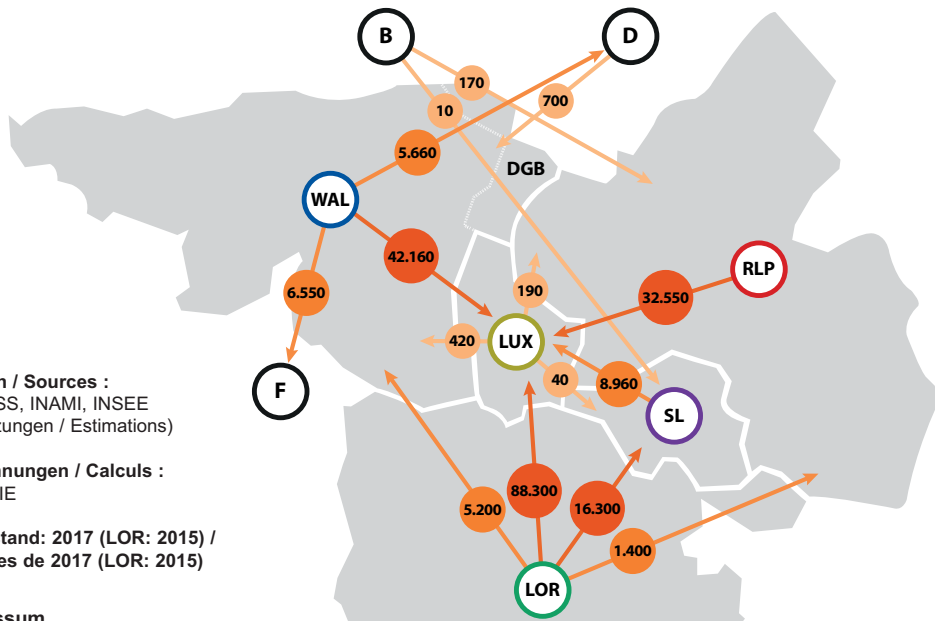 B
D
170
10
700
5.660
DGB
WAL
42.160
RLP
6.550
190
32.550
LUX
420
40
8.960
F
SL
n / Sources :
SS, INAMI, INSEE
zungen / Estimations)
hnungen / Calculs :
IE
tand: 2017 (LOR: 2015) /
es de 2017 (LOR: 2015)
88.300
5.200
16.300
1.400
LOR
ssum